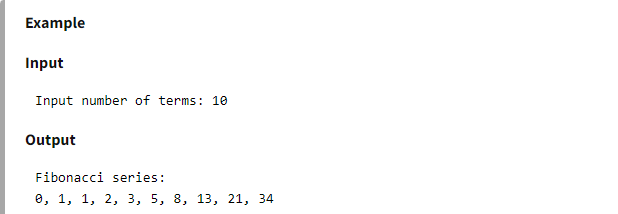 Example
Input
Input number of terms: 10
Output
Fibonacci series:
0, 1, 1, 2, 3, 5, 8, 13, 21, 34